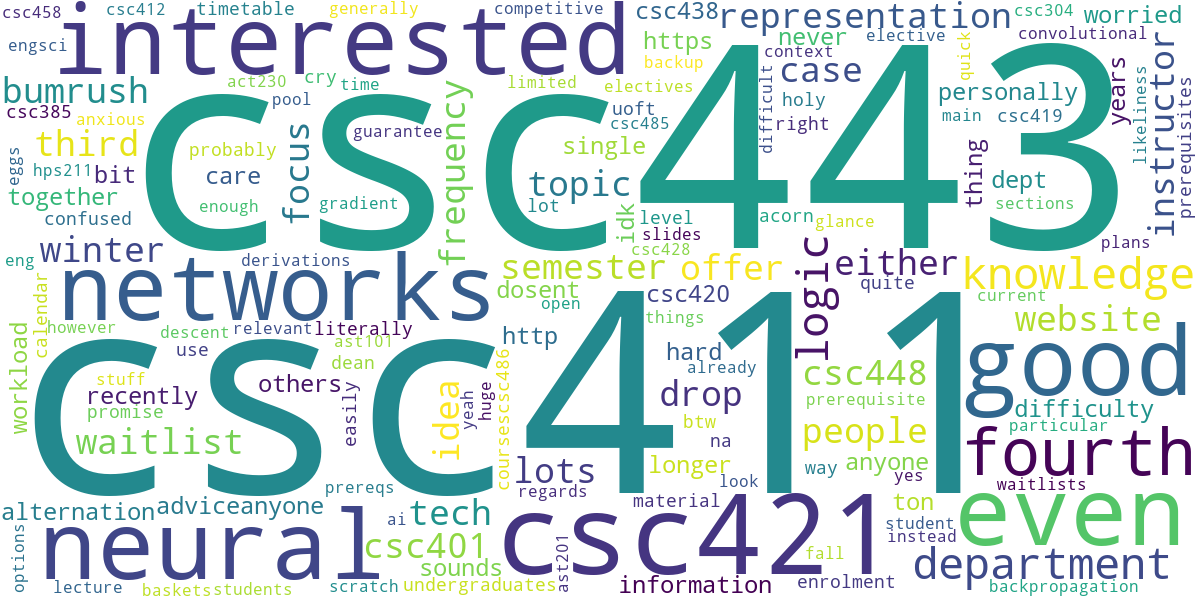 csc458
csc412
timetable
generally
competitive
csc438
representation
csc304
worried
engsci
interested
https
never
elective
convolutional
quick
backup
context
bumrush
act230
cry
time
limited
electives
case
csc385
pool
uoft
holy
personally
years
anxious
frequency
guarantee
csc485
difficult
right
main
csc419
likeliness
prerequisites
third
focus
single
instructor
eggs
hps211
bit
probably
care
csc443
thing
dept
together
topic
enough
gradient
lot
idk
level
acorn
glance
sections
confused
slides
csc428
plans
winter
derivations
logic
either
eng
networks
semester
offer
quite
knowledge
calendar
dosent
open
csc420
current
things
website
workload
however
descent
relevant
literally
http
use
ast101
hard
already
good
stuff
dean
others
csc411
csc448
recently
easily
idea
yeah
huge
coursescsc486
drop
prerequisite
difficulty
promise
btw
particular
waitlist
people
na
fourth
lots
longer
way
anyone
yes
waitlists
prereqs
regards
look
alternation
adviceanyone
material
ton
even
ai
tech
csc421
student
options
neural
csc401
ast201
instead
fall
department
sounds
lecture
baskets
students
scratch
undergraduates
information
enrolment
backpropagation